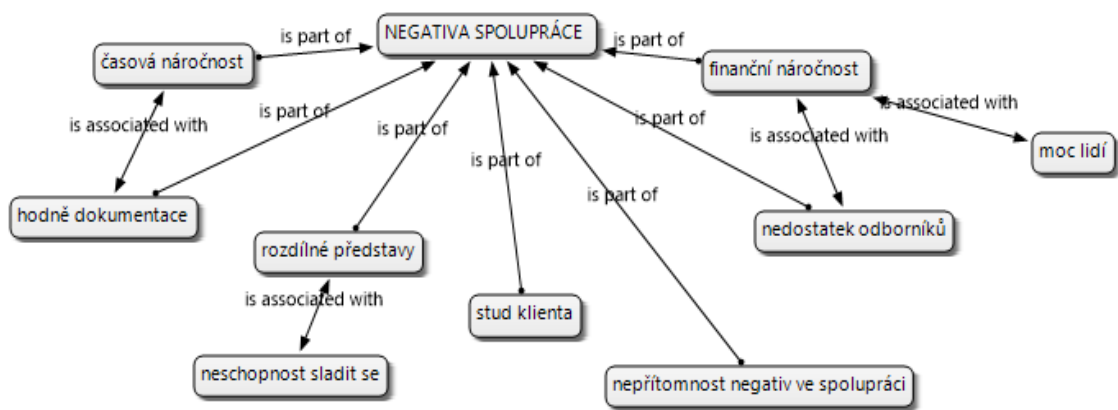 NEGATIVA SPOLUPRÁCE
is part of
is part of
časová náročnost
finanční náročnost
is associated with
is part of
is part of
is part of
is part of
is part of
is associated with
is associated with
moc lidí
hodně dokumentace
rozdílné představy
nedostatek odborníků
is associated with
stud klienta
neschopnost sladit se
nepřítomnost negativ ve spolupráci